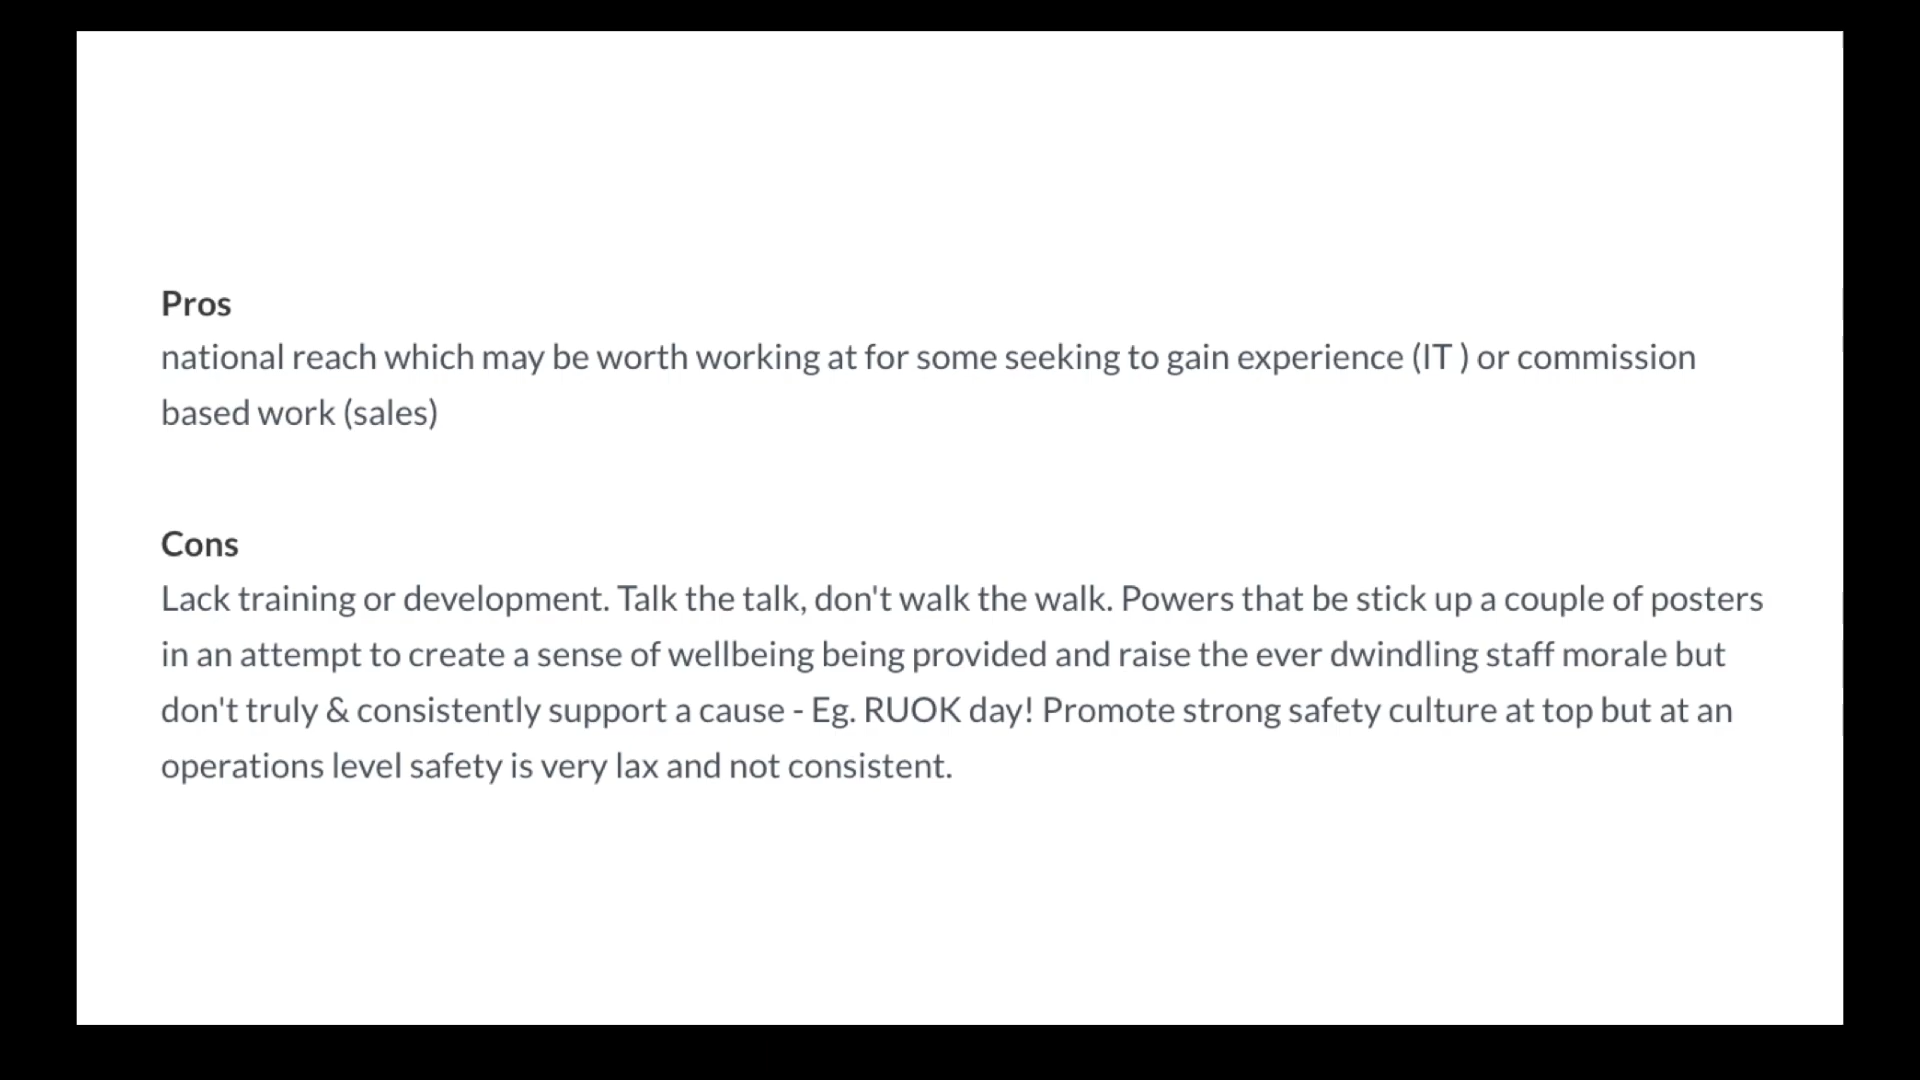 Pros
national reach which may be worth working at for some seeking to gain experience (IT ) or commission
based work (sales)
Cons
Lack training or development. Talk the talk, don't walk the walk. Powers that be stick up a couple of posters
in an attempt to create a sense of wellbeing being provided and raise the ever dwindling staff morale but
don't truly & consistently support a cause - Eg. RUOK day! Promote strong safety culture at top but at an
operations level safety is very lax and not consistent.